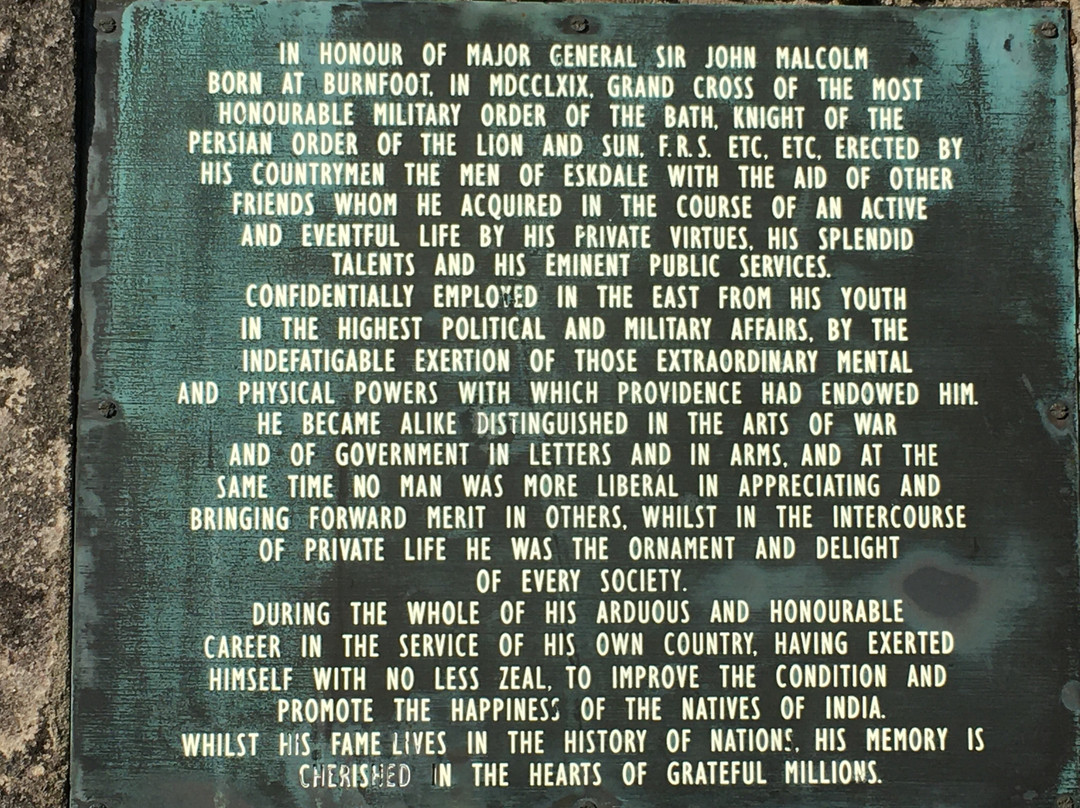 IN HONOUR OF MAJOR GENERAL SIR JOHN MALCOLM
BORN AT BURNFOOT, IN MDCCLXIX, GRAND CROSS OF THE MOST
HONOURABLE MILITARY ORDER OF THE BATH, KNIGHT OF THE
PERSIAN ORDER OF THE LION AND SUN, F.R.S. ETC, ETC, ERECTED BY
HIS COUNTRYMEN THE MEN OF ESKDALE WITH THE AID OF OTHER
FRIENDS WHOM HE ACQUIRED IN THE COURSE OF AN ACTIVE
AND EVENTFUL LIFE BY HIS PRIVATE VIRTUES, HIS SPLENDID
TALENTS AND HIS EMINENT PUBLIC SERVICES.
CONFIDENTIALLY EMPLOYED IN THE EAST FROM HIS YOUTH
IN THE HIGHEST POLITICAL AND MILITARY AFFAIRS, BY THE
INDEFATIGABLE EXERTION OF THOSE EXTRAORDINARY MENTAL
AND PHYSICAL POWERS WITH WHICH PROVIDENCE HAD ENDOWED HIM.
HE BECAME ALIKE DISTINGUISHED IN THE ARTS OF WAR
AND OF GOVERNMENT IN LETTERS AND IN ARMS, AND AT THE
SAME TIME NO MAN WAS MORE LIBERAL IN APPRECIATING AND
BRINGING FORWARD MERIT IN OTHERS, WHILST IN THE INTERCOURSE
OF PRIVATE LIFE HE WAS THE ORNAMENT AND DELIGHT
OF EVERY SOCIETY.
DURING THE WHOLE OF HIS ARDUOUS AND HONOURABLE
CAREER IN THE SERVICE OF HIS OWN COUNTRY, HAVING EXERTED
HIMSELF WITH NO LESS ZEAL, TO IMPROVE THE CONDITION AND
PROMOTE THE HAPPINESS OF THE NATIVES OF INDIA.
WHILST HIS FAME LIVES IN THE HISTORY OF NATIONS, HIS MEMORY IS
CHERISHED IN THE HEARTS OF GRATEFUL MILLIONS.